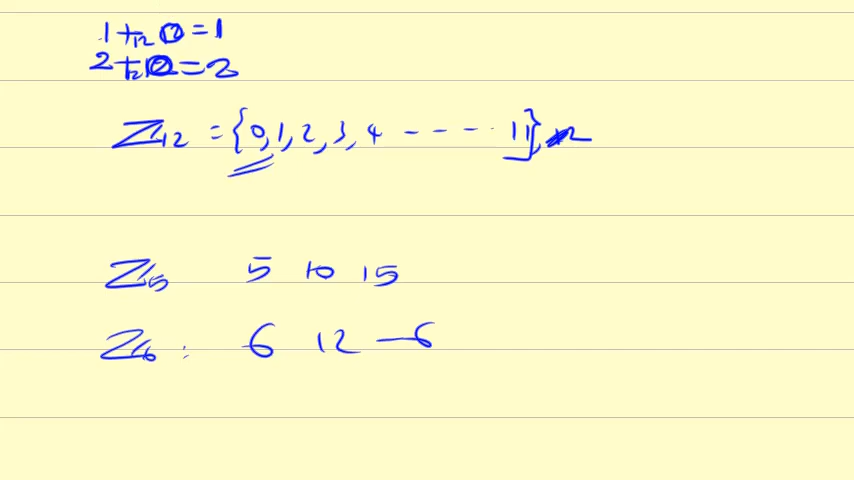 1 +₁₂ 0 = 1
2 +₁₂ 0 = 2
Z₁₂ = {0, 1, 2, 3, 4 - - - - - 11}
Z₅ 5 10 15
Z₆ : 6 12 -6